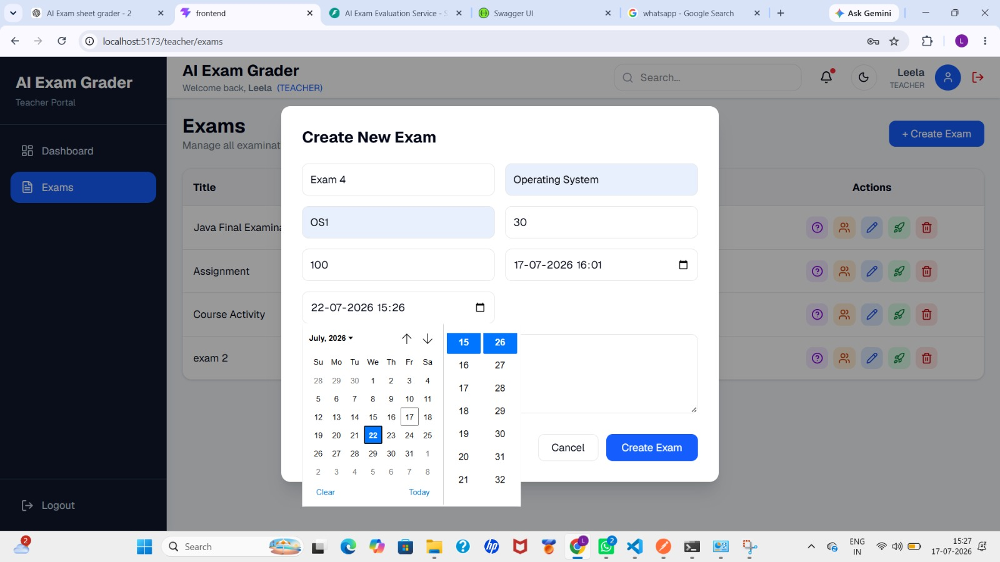 AI Exam sheet grader - 2
frontend
AI Exam Evaluation Service - S
Swagger UI
whatsapp - Google Search
Ask Gemini
localhost:5173/teacher/exams
L
AI Exam Grader
Teacher Portal
Dashboard
Exams
Logout
AI Exam Grader
Welcome back, Leela (TEACHER)
Search...
Leela
TEACHER
Exams
Manage all examinat
+ Create Exam
Title
Actions
Java Final Examina
Assignment
Course Activity
exam 2
Create New Exam
Exam 4
Operating System
OS1
30
100
17-07-2026 16:01
22-07-2026 15:26
July, 2026
Su Mo Tu We Th Fr Sa
28 29 30 1 2 3 4
5 6 7 8 9 10 11
12 13 14 15 16 17 18
19 20 21 22 23 24 25
26 27 28 29 30 31 1
2 3 4 5 6 7 8
Clear Today
15 26
16 27
17 28
18 29
19 30
20 31
21 32
Cancel
Create Exam
2
Search
hp
L
2
ENG
IN
15:27
17-07-2026